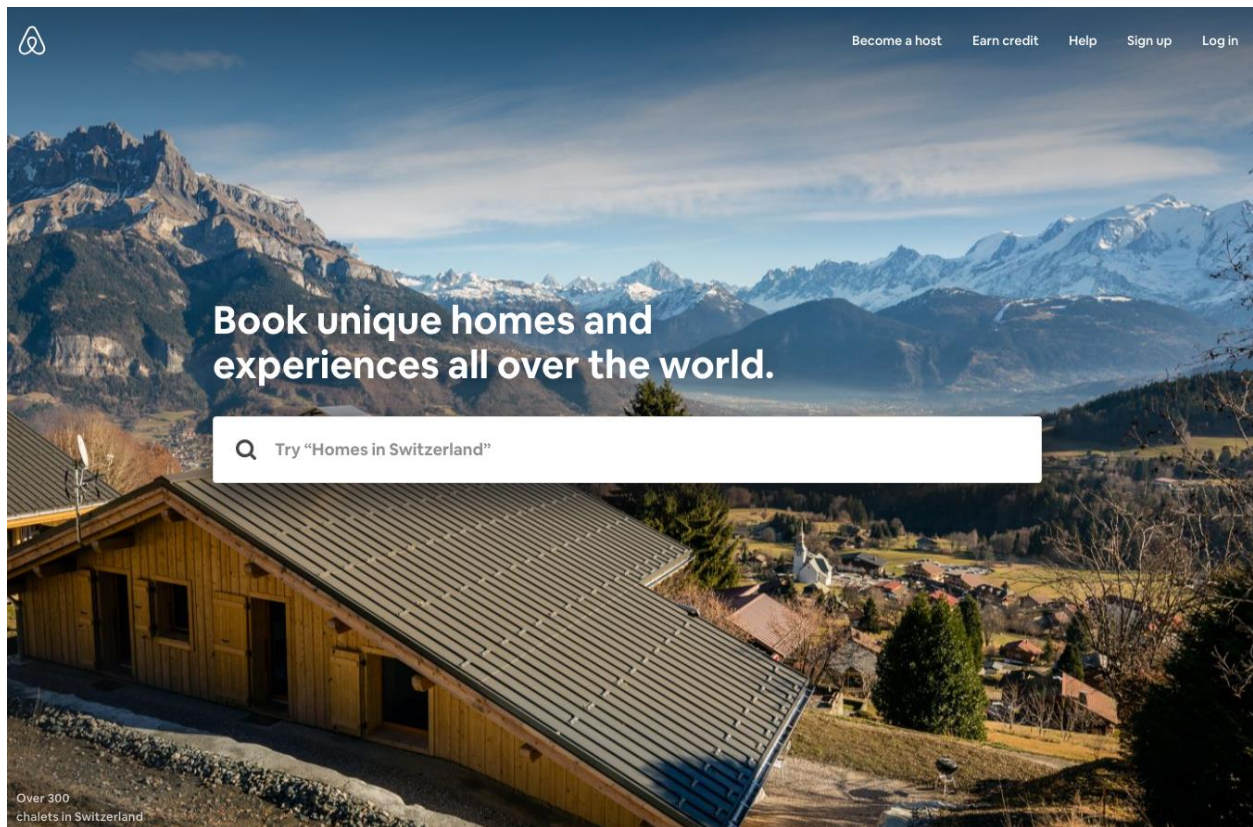 Become a host Earn credit Help Sign up Log in
Book unique homes and
experiences all over the world.
Try “Homes in Switzerland”
Over 300
chalets in Switzerland